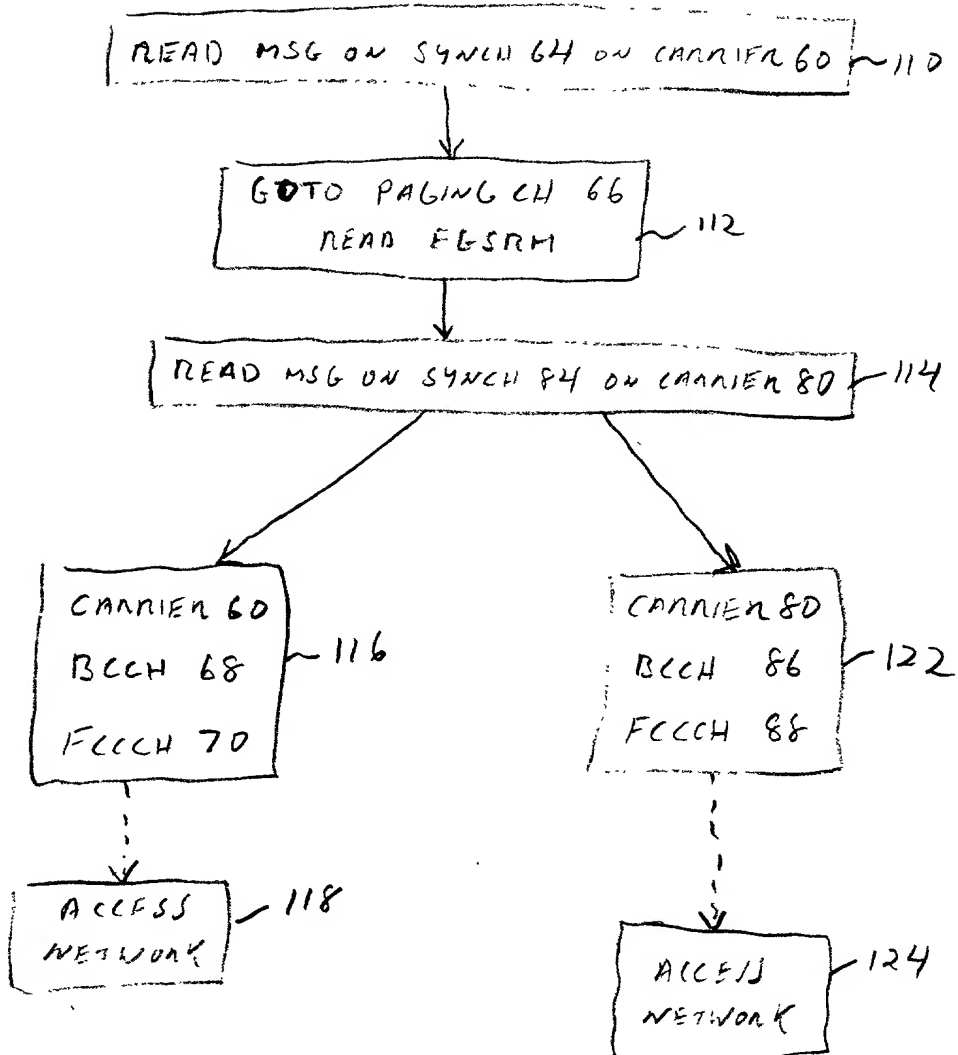 READ MSG ON SYNCH 64 ON CARRIER 60
110
GOTO PAGING CH 66
READ EGSRM
112
READ MSG ON SYNCH 84 ON CARRIER 80
114
CARRIER 60
BCCH 68
FCCCH 70
116
CARRIER 80
BCCH 86
FCCCH 88
122
ACCESS
NETWORK
118
ACCESS
NETWORK
124